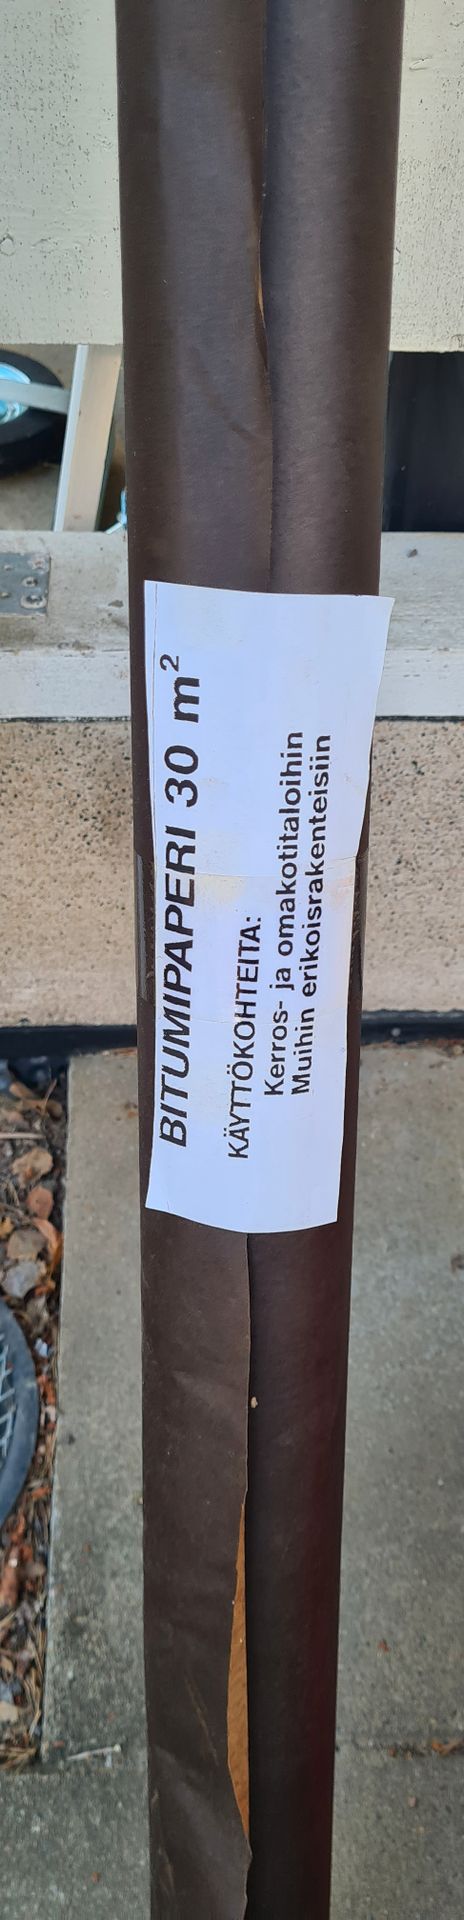 BITUMIPAPERI 30 m²
KÄYTTÖKOHTEITA:
Kerros- ja omakotitaloihin
Muihin erikoisrakenteisiin